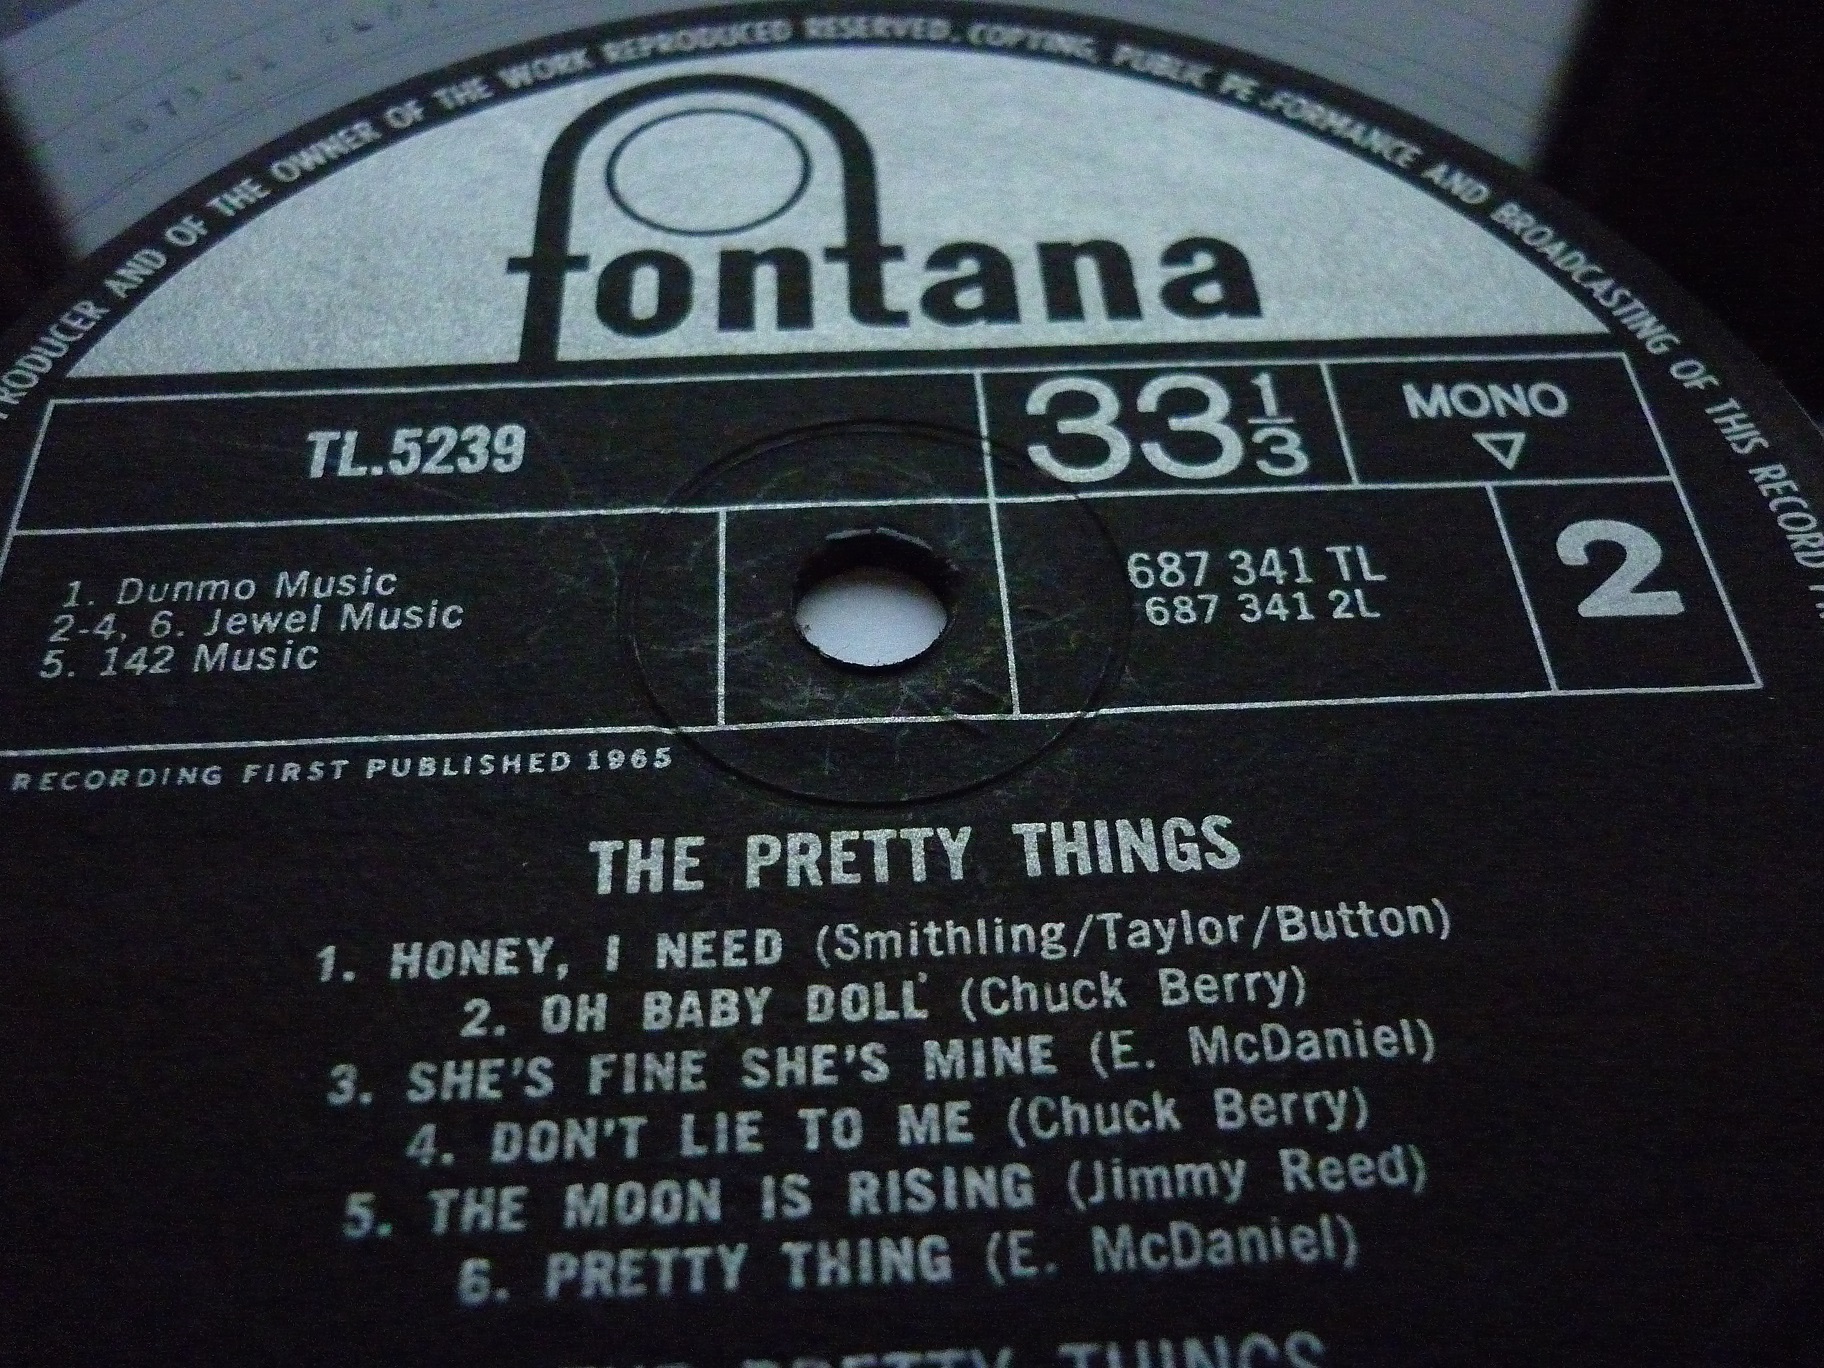 PRODUCER AND OF THE OWNER OF THE WORK REPRODUCED RESERVED. COPYING, PUBLIC PE FORMANCE AND BROADCASTING OF THIS RECORD
fontana
TL.5239
33 1/3
MONO
1. Dunmo Music
2-4, 6. Jewel Music
5. 142 Music
687 341 TL
687 341 2L
2
RECORDING FIRST PUBLISHED 1965
THE PRETTY THINGS
1. HONEY, I NEED (Smithling/Taylor/Button)
2. OH BABY DOLL (Chuck Berry)
3. SHE'S FINE SHE'S MINE (E. McDaniel)
4. DON'T LIE TO ME (Chuck Berry)
5. THE MOON IS RISING (Jimmy Reed)
6. PRETTY THING (E. McDaniel)
PRETTY THINGS